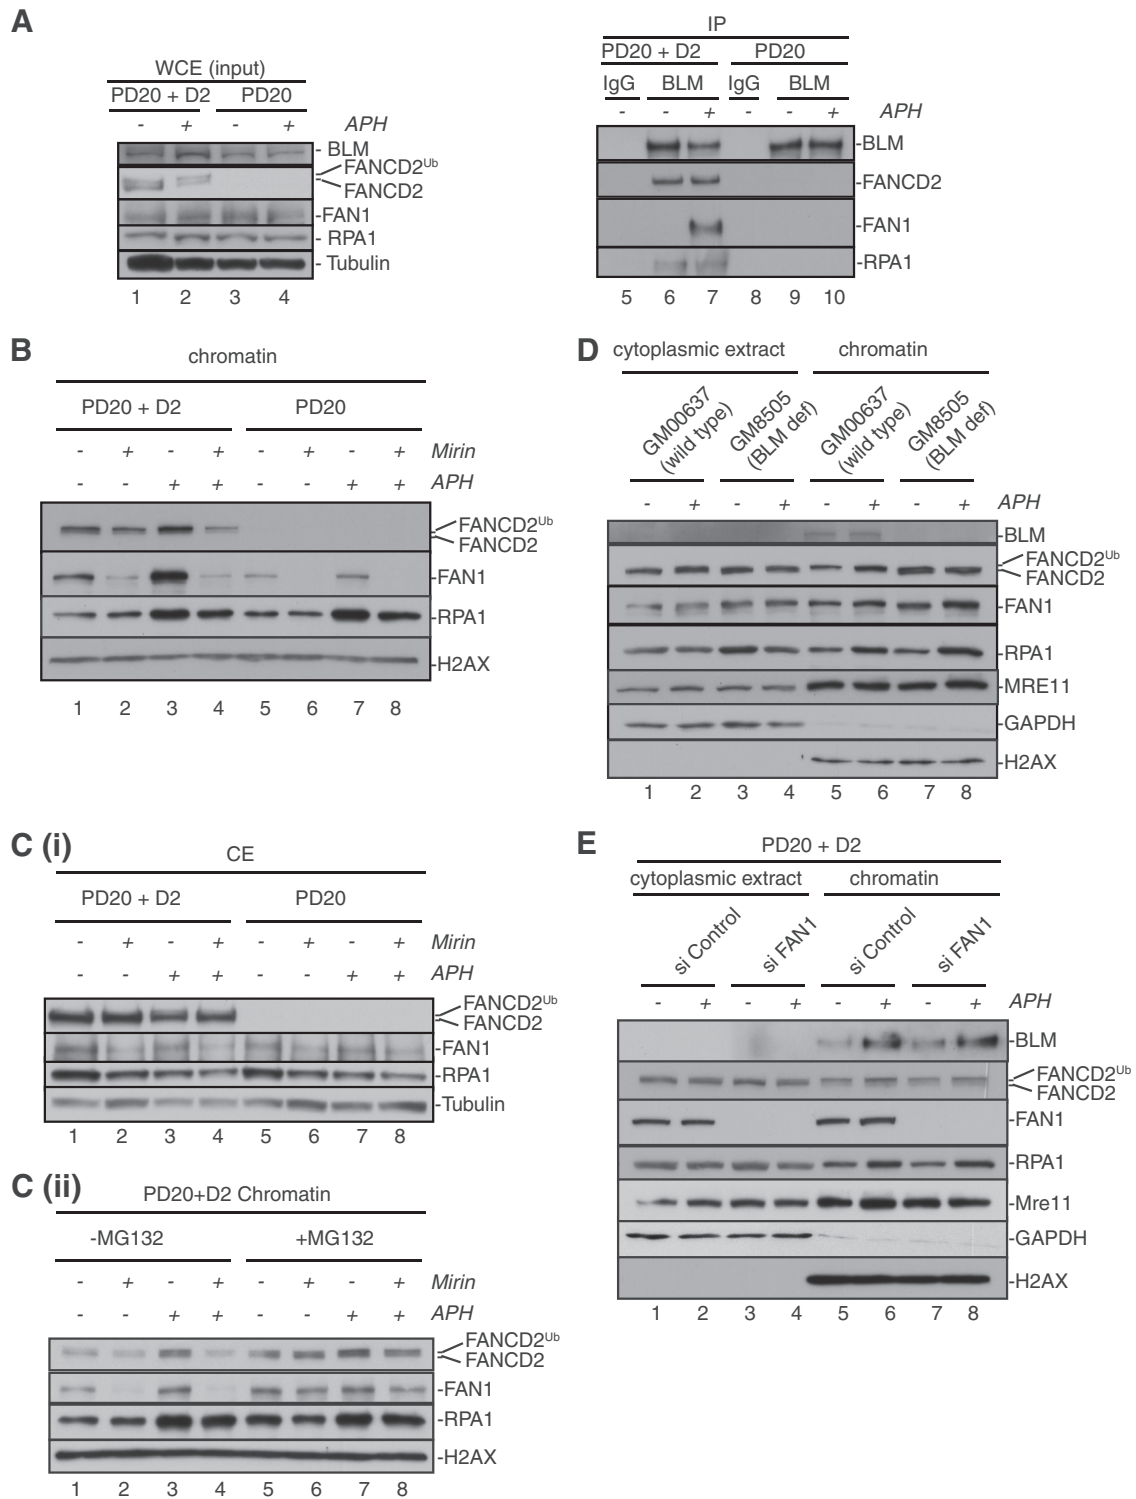 A
WCE (input)
PD20 + D2 PD20
- + - + APH
- BLM
FANCD2Ub
FANCD2
-FAN1
- RPA1
- Tubulin
1 2 3 4
IP
PD20 + D2 PD20
IgG BLM IgG BLM
- - + - - + APH
-BLM
-FANCD2
-FAN1
-RPA1
5 6 7 8 9 10
B
chromatin
PD20 + D2 PD20
- + - + - + - + Mirin
- - + + - - + + APH
FANCD2Ub
FANCD2
-FAN1
-RPA1
-H2AX
1 2 3 4 5 6 7 8
D
cytoplasmic extract chromatin
GM00637 (wild type) GM8505 (BLM def) GM00637 (wild type) GM8505 (BLM def)
- + - + - + - + APH
-BLM
FANCD2Ub
FANCD2
-FAN1
-RPA1
-MRE11
-GAPDH
-H2AX
1 2 3 4 5 6 7 8
C (i)
CE
PD20 + D2 PD20
- + - + - + - + Mirin
- - + + - - + + APH
FANCD2Ub
FANCD2
-FAN1
-RPA1
-Tubulin
1 2 3 4 5 6 7 8
C (ii)
PD20+D2 Chromatin
-MG132 +MG132
- + - + - + - + Mirin
- - + + - - + + APH
FANCD2Ub
FANCD2
-FAN1
-RPA1
-H2AX
1 2 3 4 5 6 7 8
E
PD20 + D2
cytoplasmic extract chromatin
si Control si FAN1 si Control si FAN1
- + - + - + - + APH
-BLM
FANCD2Ub
FANCD2
-FAN1
-RPA1
-Mre11
-GAPDH
-H2AX
1 2 3 4 5 6 7 8